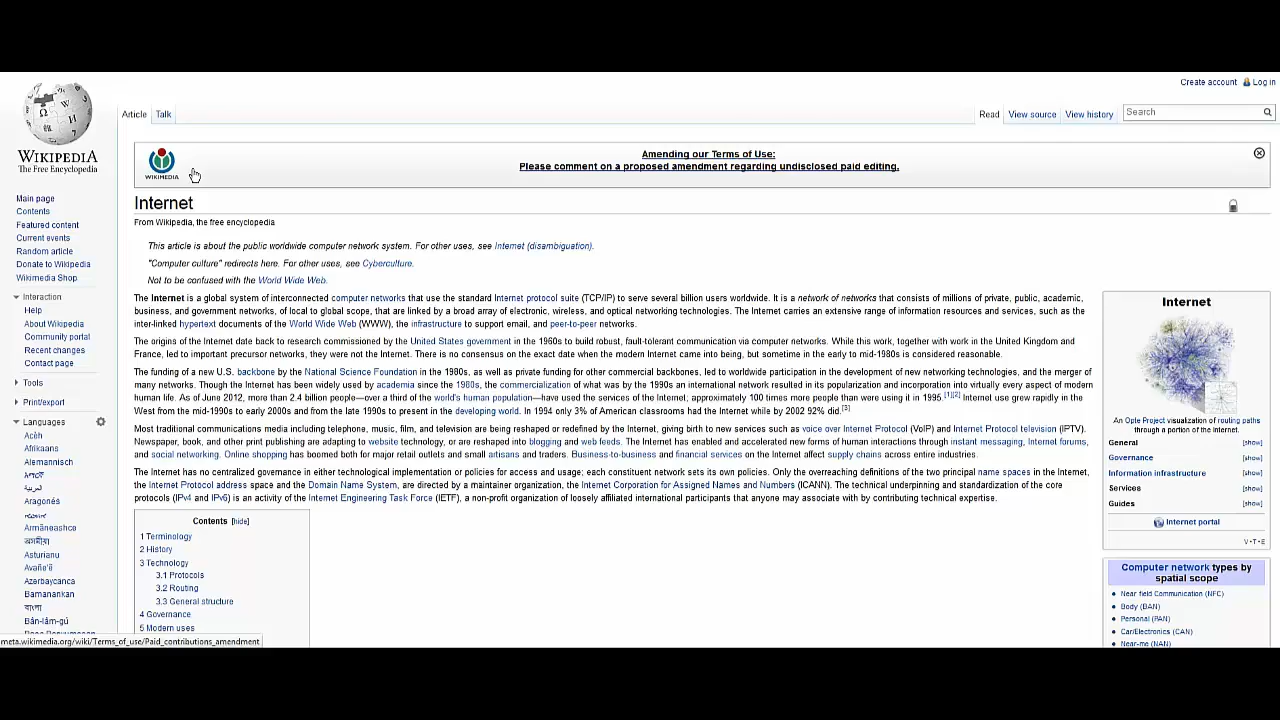 Create account Log in
WIKIPEDIA
The Free Encyclopedia
Article Talk
Read View source View history Search
WIKIMEDIA
Amending our Terms of Use:
Please comment on a proposed amendment regarding undisclosed paid editing.
Main page
Contents
Featured content
Current events
Random article
Donate to Wikipedia
Wikimedia Shop
Interaction
Help
About Wikipedia
Community portal
Recent changes
Contact page
Tools
Print/export
Languages
Acèh
Afrikaans
Alemannisch
አማርኛ
العربية
Aragonés
Armãneashce
অসমীয়া
Asturianu
Azərbaycanca
Bamanankan
বাংলা
Bân-lâm-gú
meta.wikimedia.org/wiki/Terms_of_use/Paid_contributions_amendment
Internet
From Wikipedia, the free encyclopedia
This article is about the public worldwide computer network system. For other uses, see Internet (disambiguation).
"Computer culture" redirects here. For other uses, see Cyberculture.
Not to be confused with the World Wide Web.
The Internet is a global system of interconnected computer networks that use the standard Internet protocol suite (TCP/IP) to serve several billion users worldwide. It is a network of networks that consists of millions of private, public, academic,
business, and government networks, of local to global scope, that are linked by a broad array of electronic, wireless, and optical networking technologies. The Internet carries an extensive range of information resources and services, such as the
inter-linked hypertext documents of the World Wide Web (WWW), the infrastructure to support email, and peer-to-peer networks.
The origins of the Internet date back to research commissioned by the United States government in the 1960s to build robust, fault-tolerant communication via computer networks. While this work, together with work in the United Kingdom and
France, led to important precursor networks, they were not the Internet. There is no consensus on the exact date when the modern Internet came into being, but sometime in the early to mid-1980s is considered reasonable.
The funding of a new U.S. backbone by the National Science Foundation in the 1980s, as well as private funding for other commercial backbones, led to worldwide participation in the development of new networking technologies, and the merger of
many networks. Though the Internet has been widely used by academia since the 1980s, the commercialization of what was by the 1990s an international network resulted in its popularization and incorporation into virtually every aspect of modern
human life. As of June 2012, more than 2.4 billion people—over a third of the world's human population—have used the services of the Internet; approximately 100 times more people than were using it in 1995.[1][2] Internet use grew rapidly in the
West from the mid-1990s to early 2000s and from the late 1990s to present in the developing world. In 1994 only 3% of American classrooms had the Internet while by 2002 92% did.[3]
Most traditional communications media including telephone, music, film, and television are being reshaped or redefined by the Internet, giving birth to new services such as voice over Internet Protocol (VoIP) and Internet Protocol television (IPTV).
Newspaper, book, and other print publishing are adapting to website technology, or are reshaped into blogging and web feeds. The Internet has enabled and accelerated new forms of human interactions through instant messaging, Internet forums,
and social networking. Online shopping has boomed both for major retail outlets and small artisans and traders. Business-to-business and financial services on the Internet affect supply chains across entire industries.
The Internet has no centralized governance in either technological implementation or policies for access and usage; each constituent network sets its own policies. Only the overreaching definitions of the two principal name spaces in the Internet,
the Internet Protocol address space and the Domain Name System, are directed by a maintainer organization, the Internet Corporation for Assigned Names and Numbers (ICANN). The technical underpinning and standardization of the core
protocols (IPv4 and IPv6) is an activity of the Internet Engineering Task Force (IETF), a non-profit organization of loosely affiliated international participants that anyone may associate with by contributing technical expertise.
Contents [hide]
1 Terminology
2 History
3 Technology
3.1 Protocols
3.2 Routing
3.3 General structure
4 Governance
5 Modern uses
Internet
An Opte Project visualization of routing paths
through a portion of the Internet.
General [show]
Governance [show]
Information infrastructure [show]
Services [show]
Guides [show]
Internet portal
V·T·E
Computer network types by
spatial scope
Near field Communication (NFC)
Body (BAN)
Personal (PAN)
Car/Electronics (CAN)
Near-me (NAN)